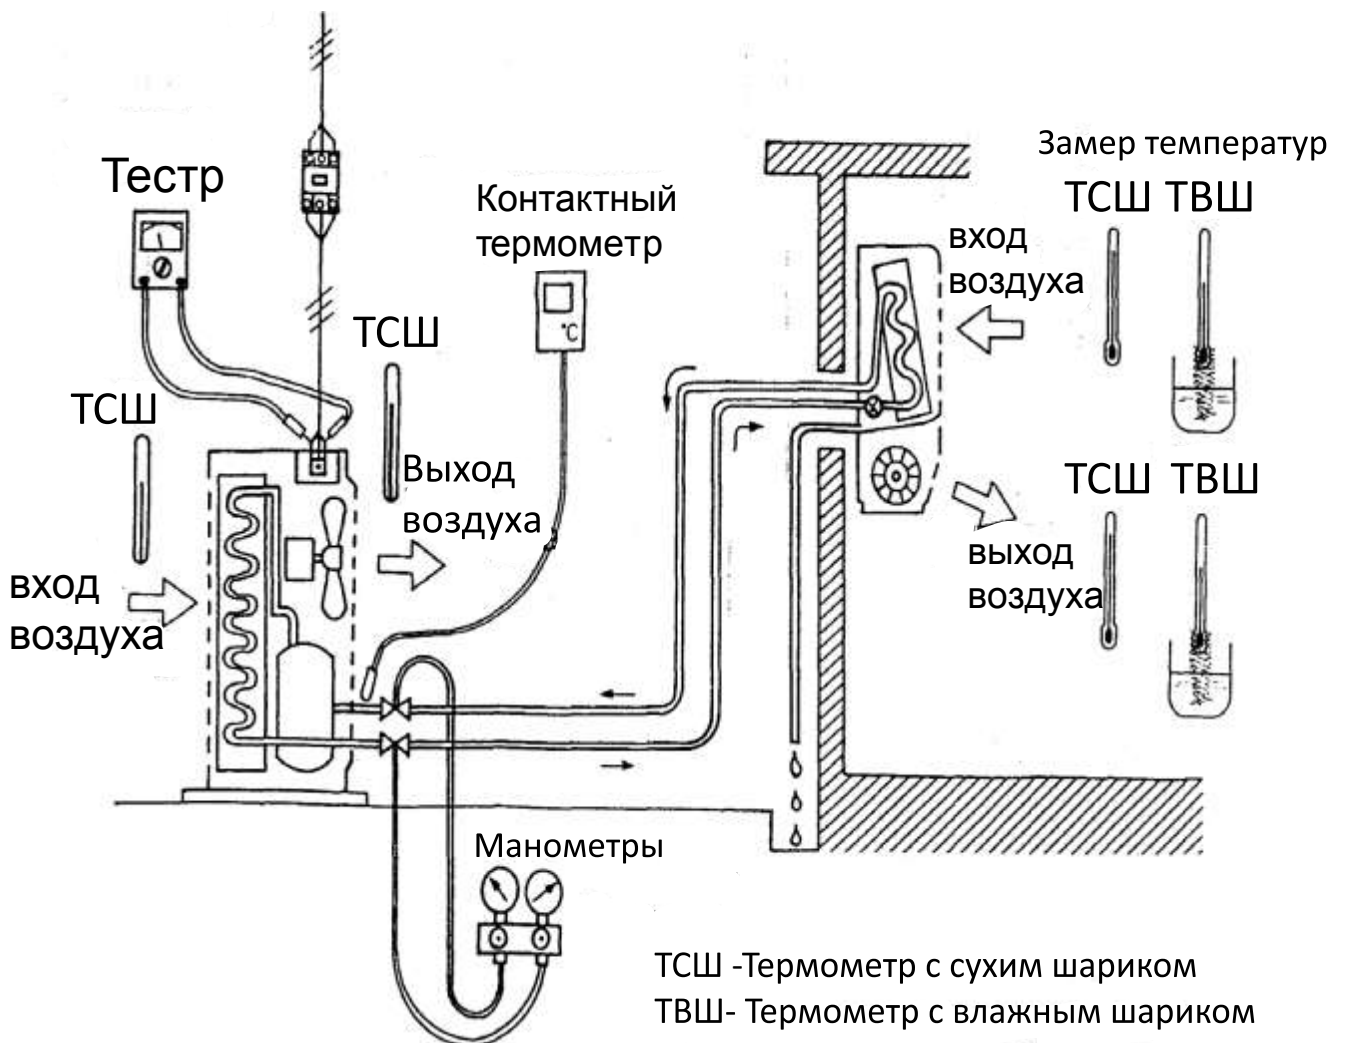 Замер температур
Тестр
ТСШ ТВШ
Контактный
термометр
вход
воздуха
°C
ТСШ
ТСШ
Выход
воздуха
ТСШ ТВШ
выход
воздуха
вход
воздуха
Манометры
ТСШ -Термометр с сухим шариком
ТВШ- Термометр с влажным шариком